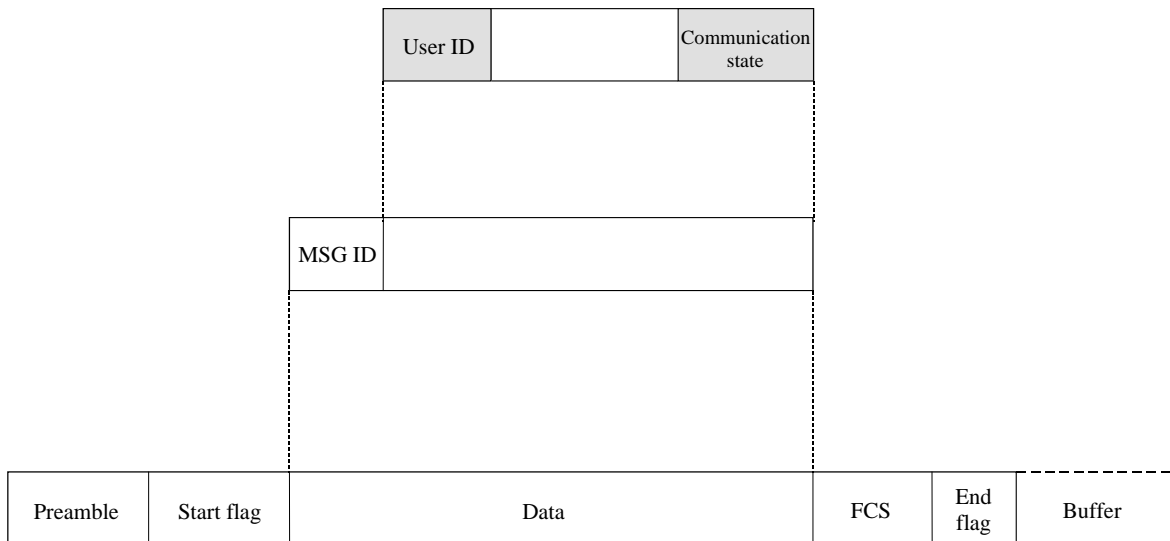 User ID
Communication
state
MSG ID
Preamble
Start flag
Data
FCS
End
flag
Buffer